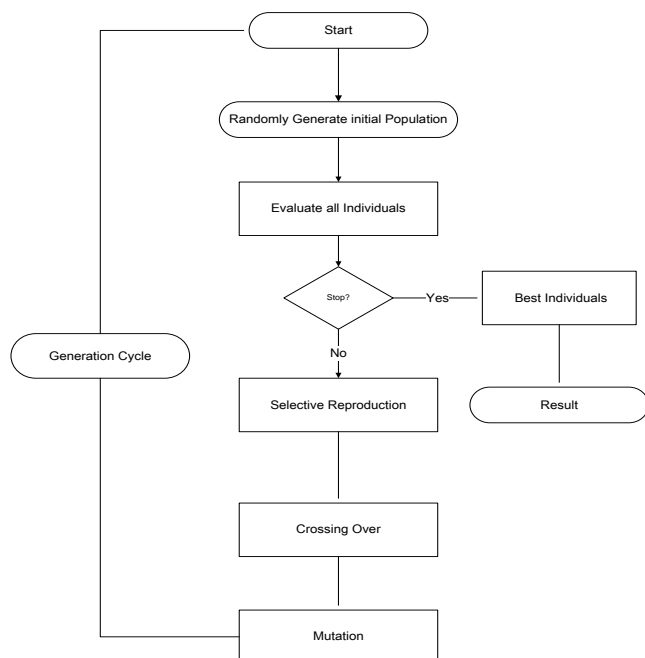 Start
Randomly Generate initial Population
Evaluate all Individuals
Stop?
Yes
Best Individuals
No
Generation Cycle
Selective Reproduction
Result
Crossing Over
Mutation